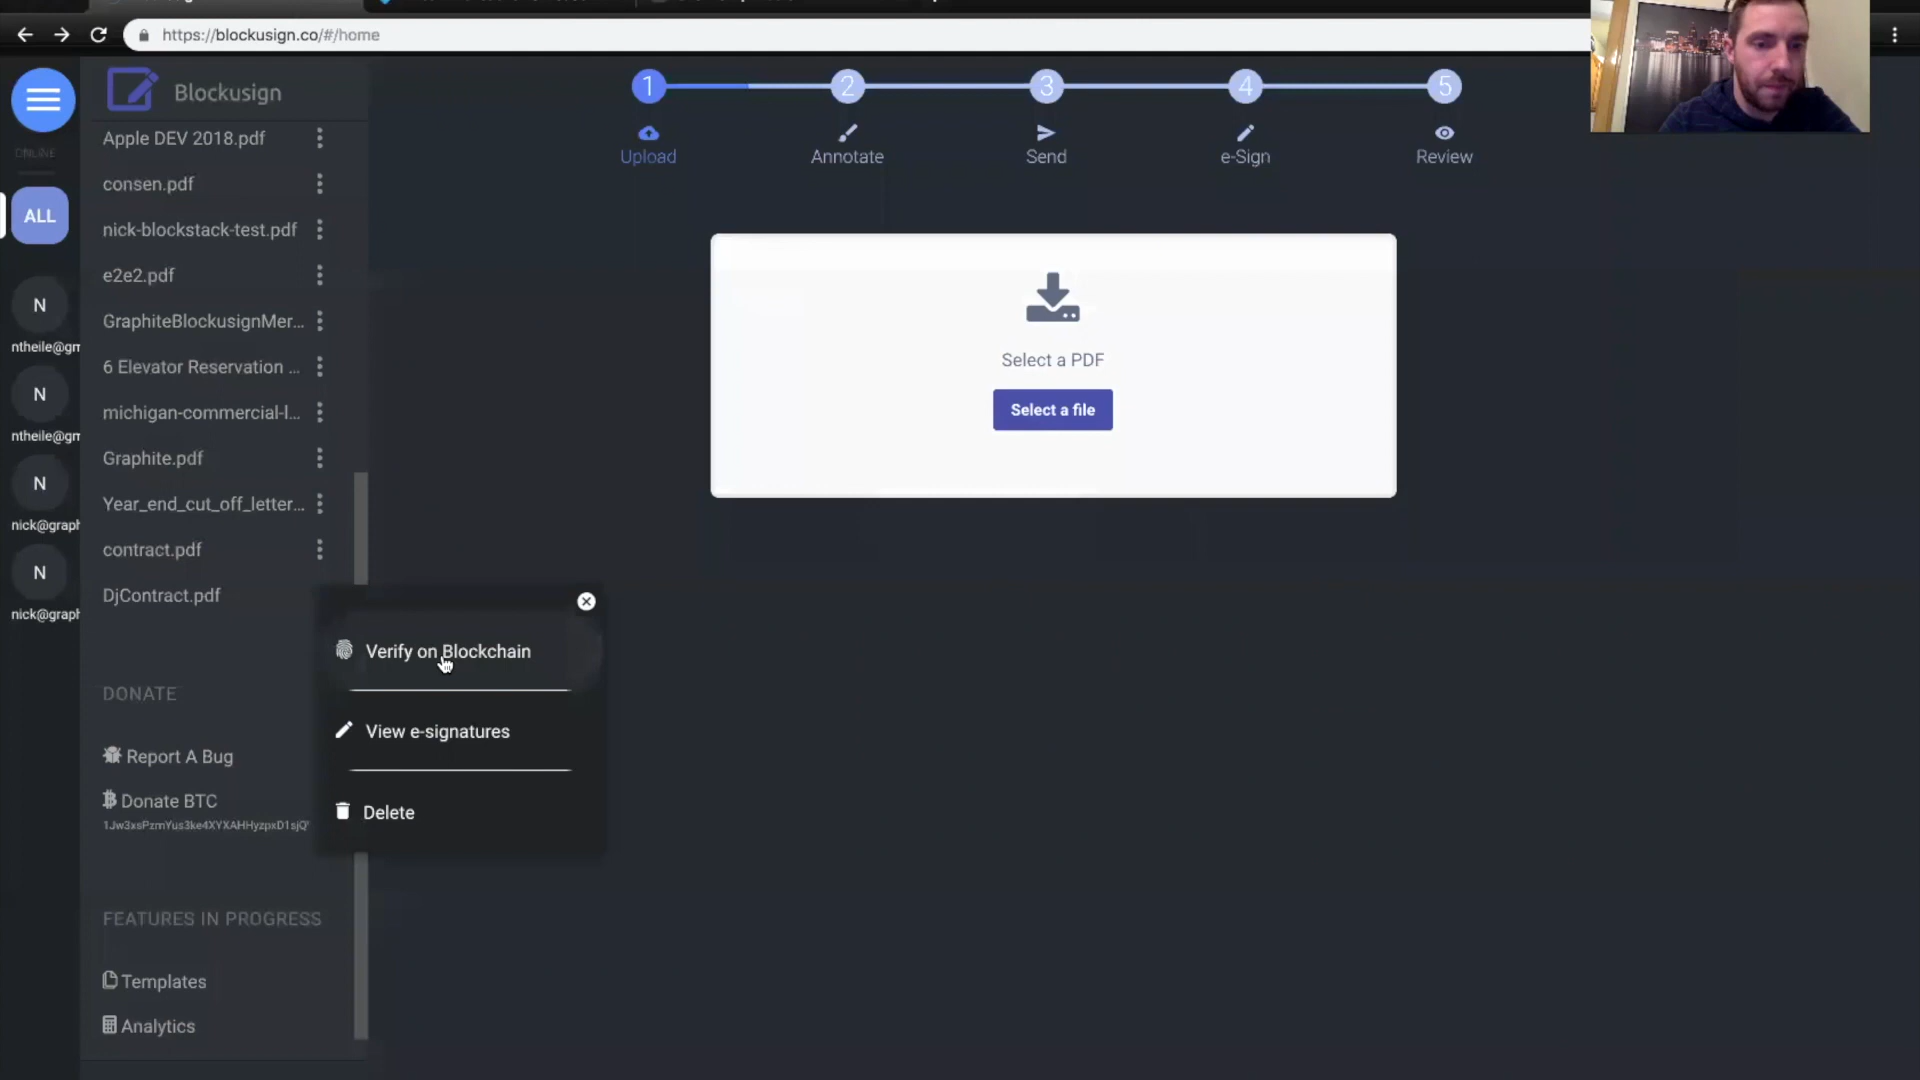 https://blockusign.co/#/home
Blockusign
1 2 3 4 5
Upload Annotate Send e-Sign Review
ONLINE
ALL
N
ntheile@gm
N
ntheile@gm
N
nick@graph
N
nick@graph
Apple DEV 2018.pdf
consen.pdf
nick-blockstack-test.pdf
e2e2.pdf
GraphiteBlockusignMer...
6 Elevator Reservation ...
michigan-commercial-l...
Graphite.pdf
Year_end_cut_off_letter...
contract.pdf
DjContract.pdf
DONATE
Report A Bug
Donate BTC
1Jw3xsPzmYus3ke4XYXAHHyzpxD1sjQ
FEATURES IN PROGRESS
Templates
Analytics
Verify on Blockchain
View e-signatures
Delete
Select a PDF
Select a file